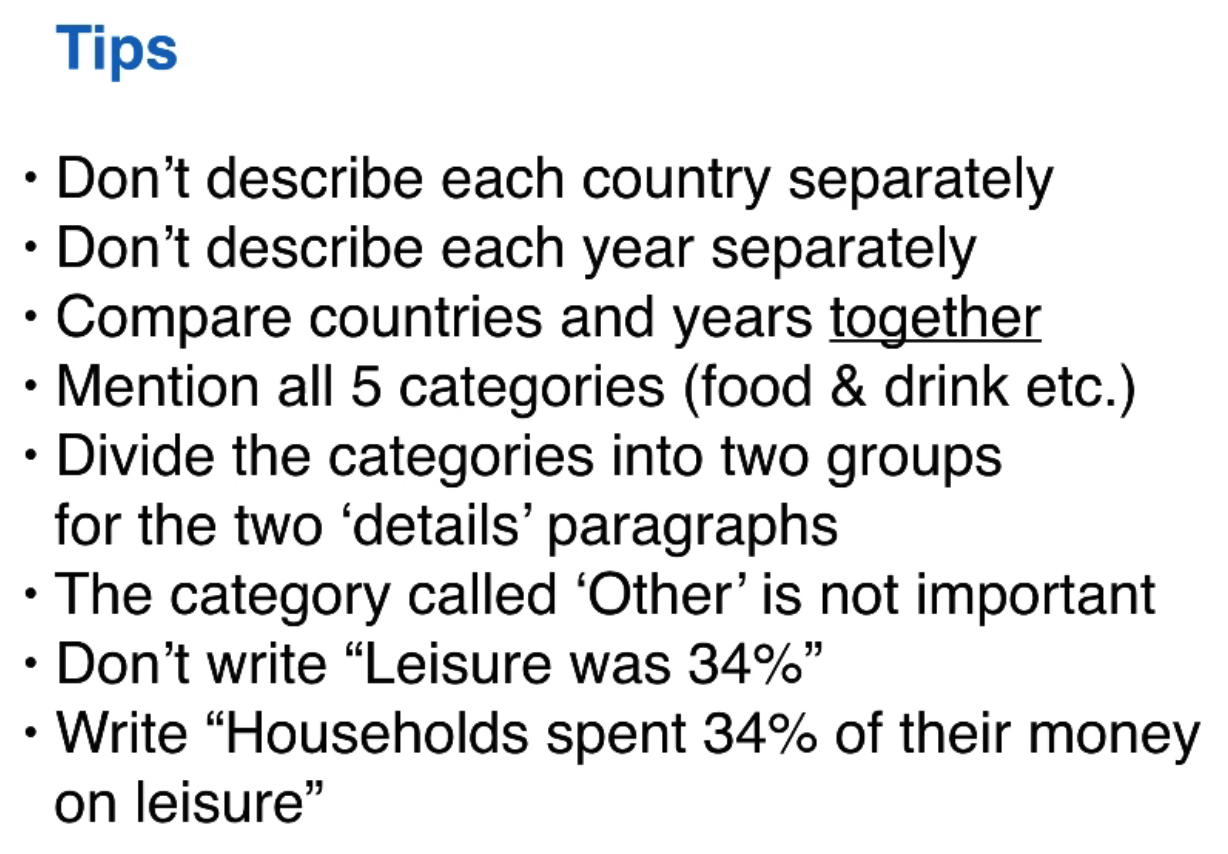 Tips
• Don’t describe each country separately
• Don’t describe each year separately
• Compare countries and years together
• Mention all 5 categories (food & drink etc.)
• Divide the categories into two groups
for the two ‘details’ paragraphs
• The category called ‘Other’ is not important
• Don’t write “Leisure was 34%”
• Write “Households spent 34% of their money
on leisure”